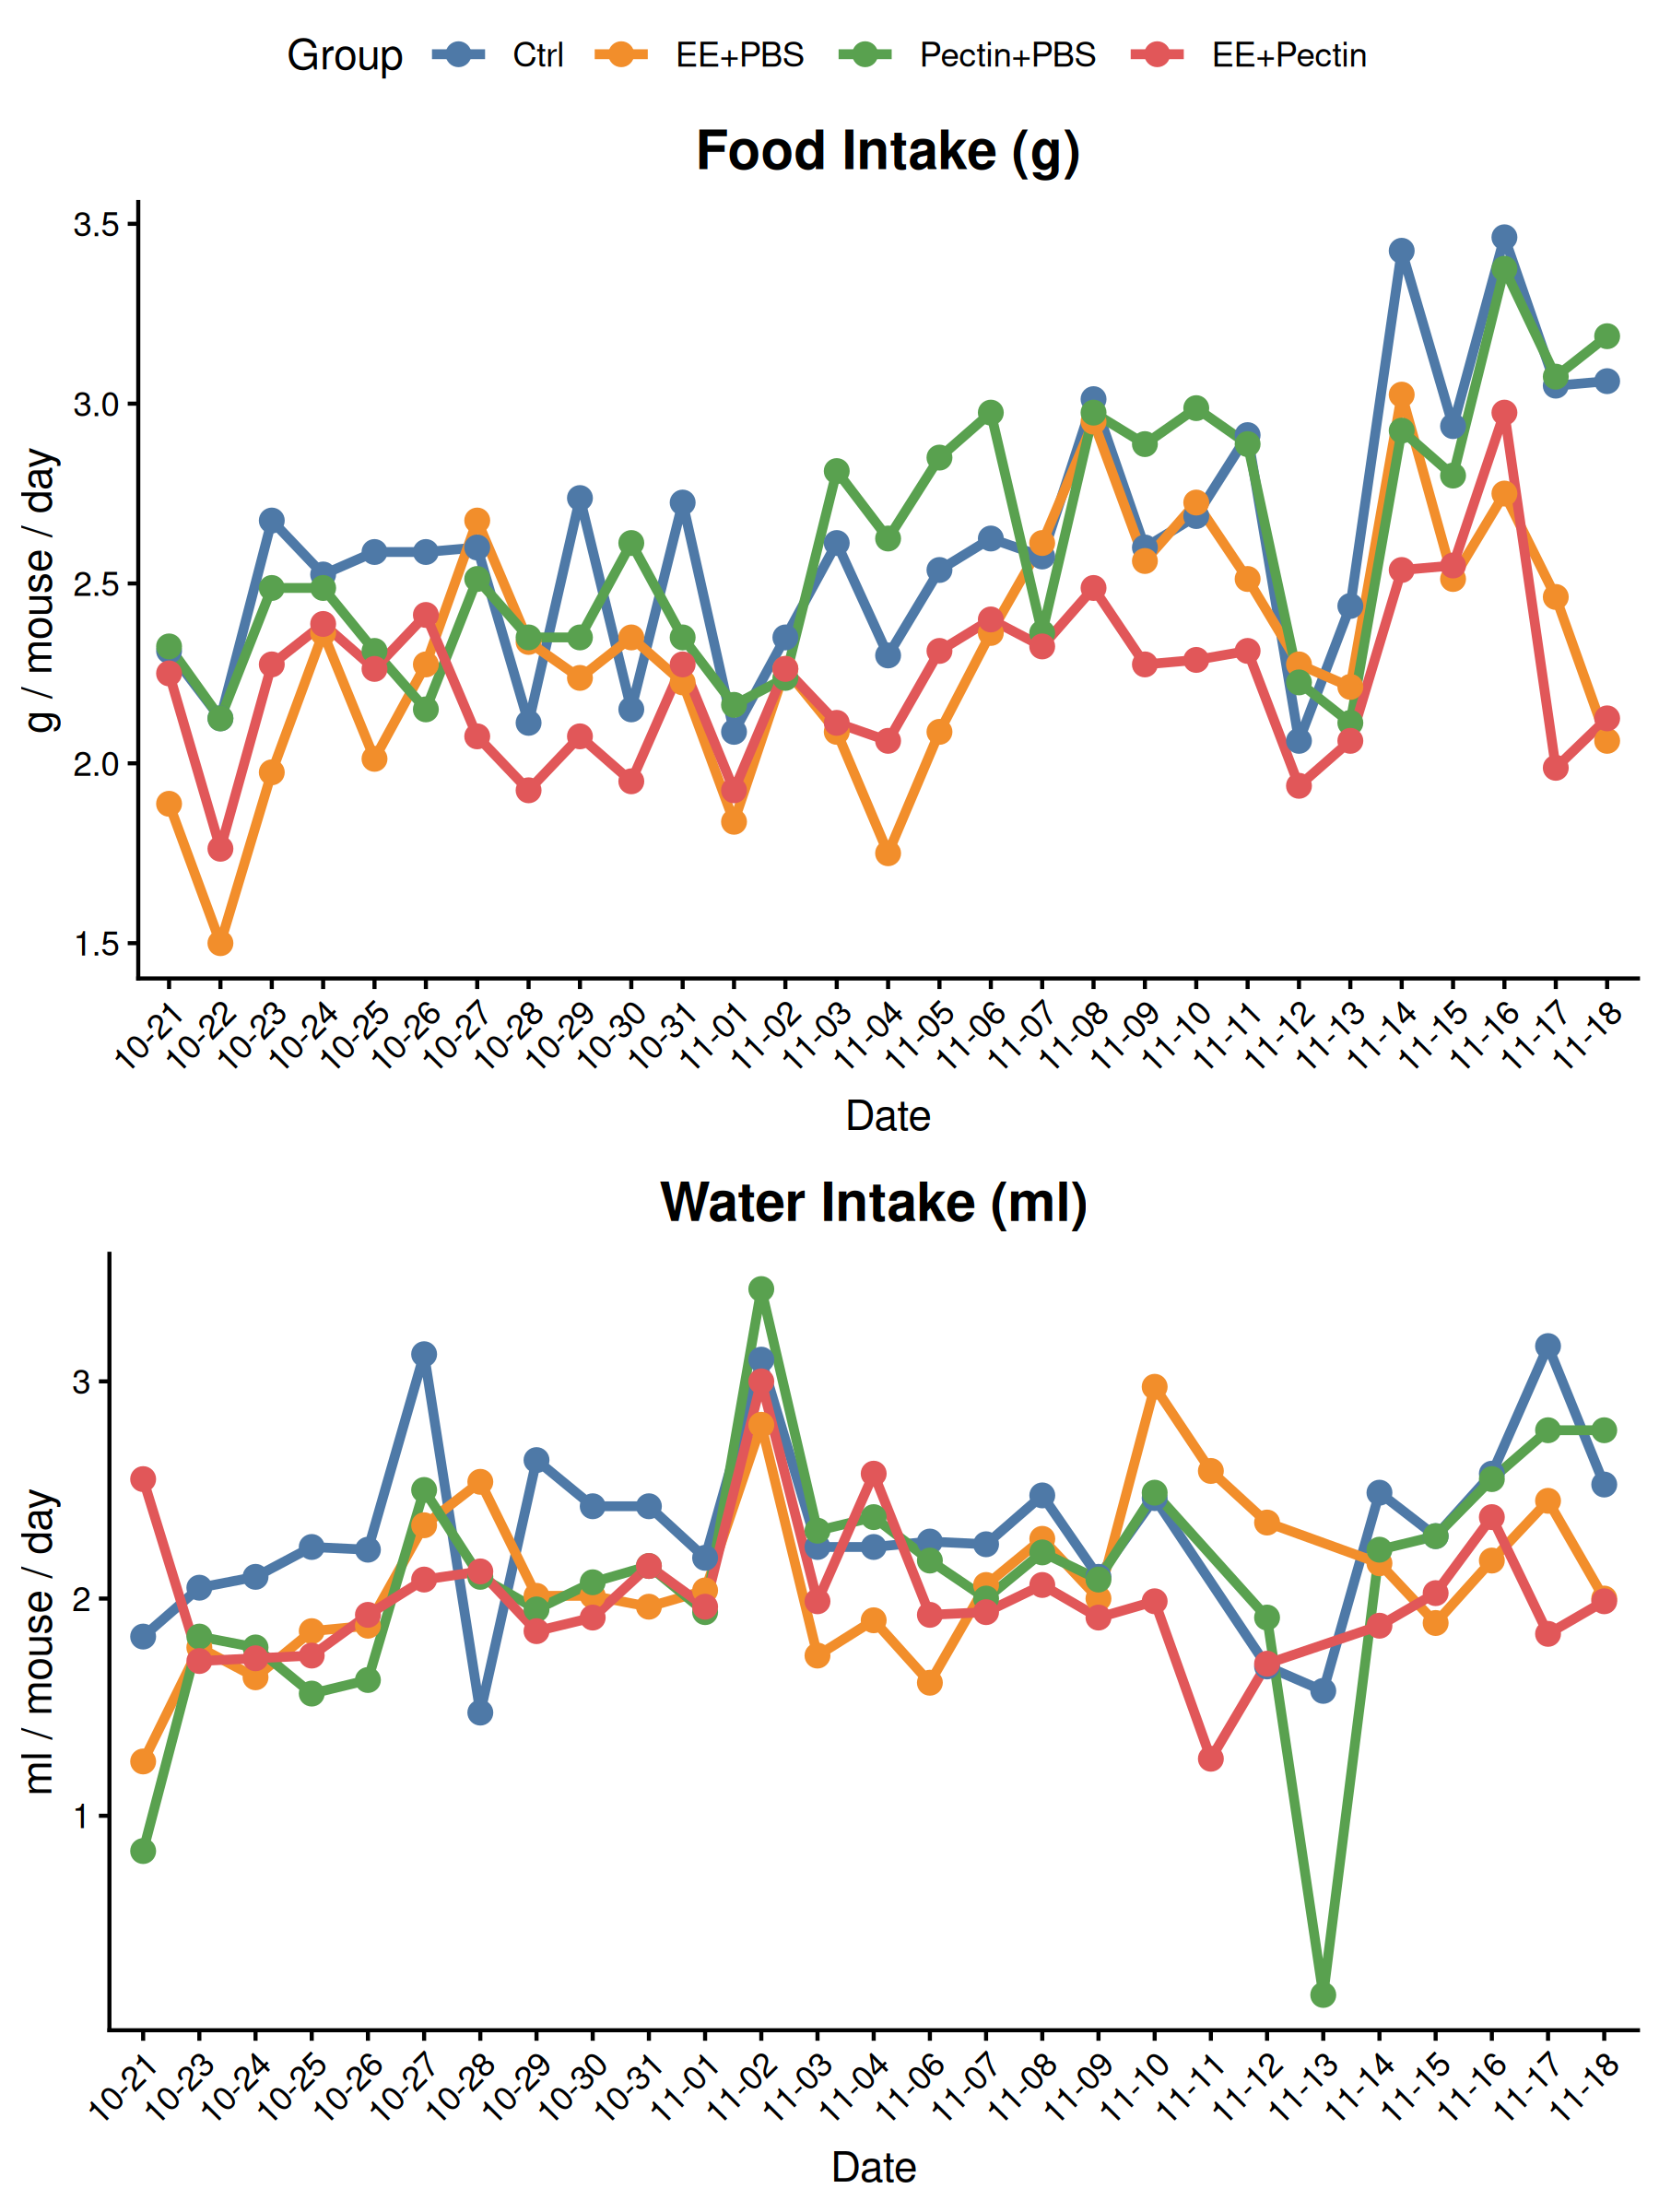 Group Ctrl EE+PBS Pectin+PBS EE+Pectin
Food Intake (g)
g / mouse / day
3.5
3.0
2.5
2.0
1.5
10-21 10-22 10-23 10-24 10-25 10-26 10-27 10-28 10-29 10-30 10-31 11-01 11-02 11-03 11-04 11-05 11-06 11-07 11-08 11-09 11-10 11-11 11-12 11-13 11-14 11-15 11-16 11-17 11-18
Date
Water Intake (ml)
ml / mouse / day
3
2
1
10-21 10-23 10-24 10-25 10-26 10-27 10-28 10-29 10-30 10-31 11-01 11-02 11-03 11-04 11-06 11-07 11-08 11-09 11-10 11-11 11-12 11-13 11-14 11-15 11-16 11-17 11-18
Date